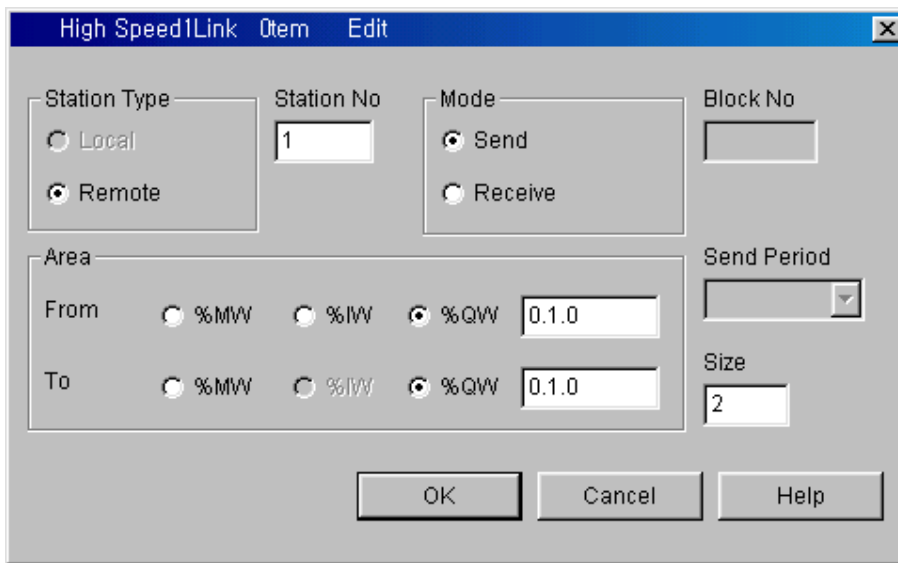 High Speed1Link 0tem Edit
Station Type Station No Mode Block No
Local 1 Send
Remote Receive
Area Send Period
From %MW %IW %QW 0.1.0
To %MW %IW %QW 0.1.0
Size
2
OK Cancel Help